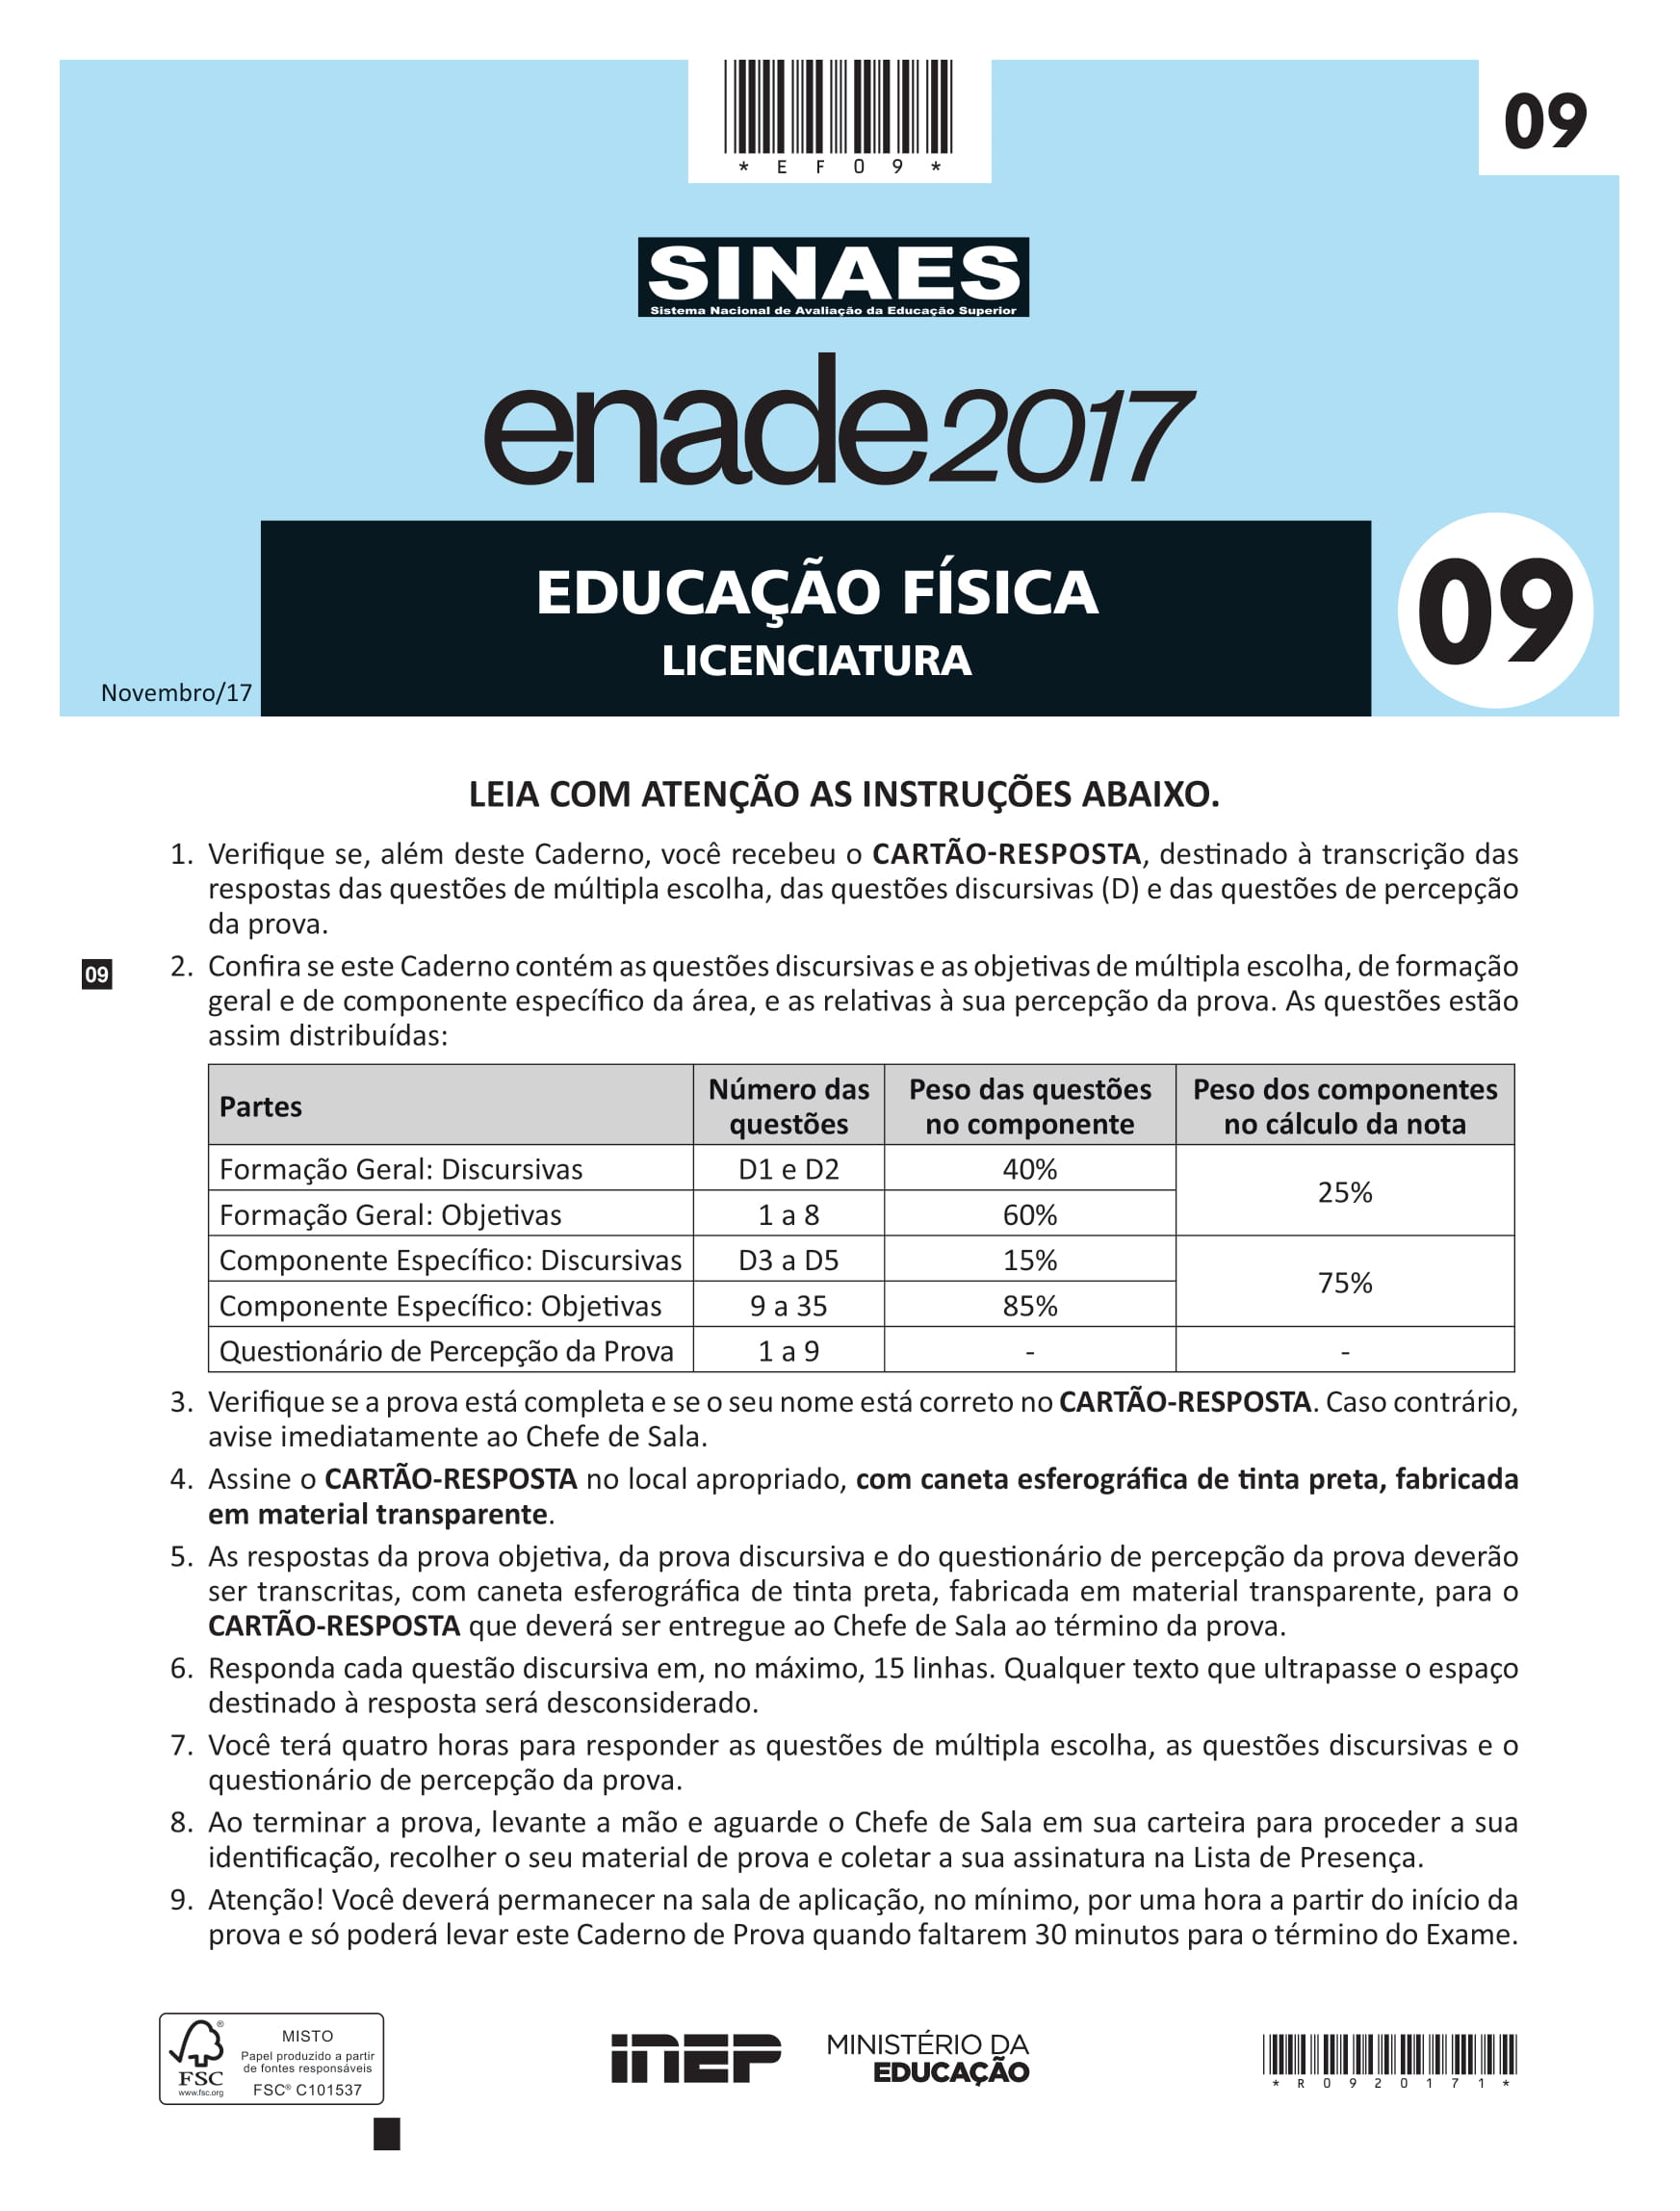 09
* E F 0 9 *
SINAES
Sistema Nacional de Avaliação da Educação Superior
enade2017
EDUCAÇÃO FÍSICA
LICENCIATURA
09
Novembro/17
LEIA COM ATENÇÃO AS INSTRUÇÕES ABAIXO.
1. Verifique se, além deste Caderno, você recebeu o CARTÃO-RESPOSTA, destinado à transcrição das
respostas das questões de múltipla escolha, das questões discursivas (D) e das questões de percepção
da prova.
09
2. Confira se este Caderno contém as questões discursivas e as objetivas de múltipla escolha, de formação
geral e de componente específico da área, e as relativas à sua percepção da prova. As questões estão
assim distribuídas:
Partes
Número das
questões
Peso das questões
no componente
Peso dos componentes
no cálculo da nota
Formação Geral: Discursivas D1 e D2 40%
25%
Formação Geral: Objetivas 1 a 8 60%
Componente Específico: Discursivas D3 a D5 15%
75%
Componente Específico: Objetivas 9 a 35 85%
Questionário de Percepção da Prova 1 a 9 - -
3. Verifique se a prova está completa e se o seu nome está correto no CARTÃO-RESPOSTA. Caso contrário,
avise imediatamente ao Chefe de Sala.
4. Assine o CARTÃO-RESPOSTA no local apropriado, com caneta esferográfica de tinta preta, fabricada
em material transparente.
5. As respostas da prova objetiva, da prova discursiva e do questionário de percepção da prova deverão
ser transcritas, com caneta esferográfica de tinta preta, fabricada em material transparente, para o
CARTÃO-RESPOSTA que deverá ser entregue ao Chefe de Sala ao término da prova.
6. Responda cada questão discursiva em, no máximo, 15 linhas. Qualquer texto que ultrapasse o espaço
destinado à resposta será desconsiderado.
7. Você terá quatro horas para responder as questões de múltipla escolha, as questões discursivas e o
questionário de percepção da prova.
8. Ao terminar a prova, levante a mão e aguarde o Chefe de Sala em sua carteira para proceder a sua
identificação, recolher o seu material de prova e coletar a sua assinatura na Lista de Presença.
9. Atenção! Você deverá permanecer na sala de aplicação, no mínimo, por uma hora a partir do início da
prova e só poderá levar este Caderno de Prova quando faltarem 30 minutos para o término do Exame.
®
FSC
www.fsc.org
MISTO
Papel produzido a partir
de fontes responsáveis
FSC® C101537
inep
MINISTÉRIO DA
EDUCAÇÃO
* R 0 9 2 0 1 7 1 *